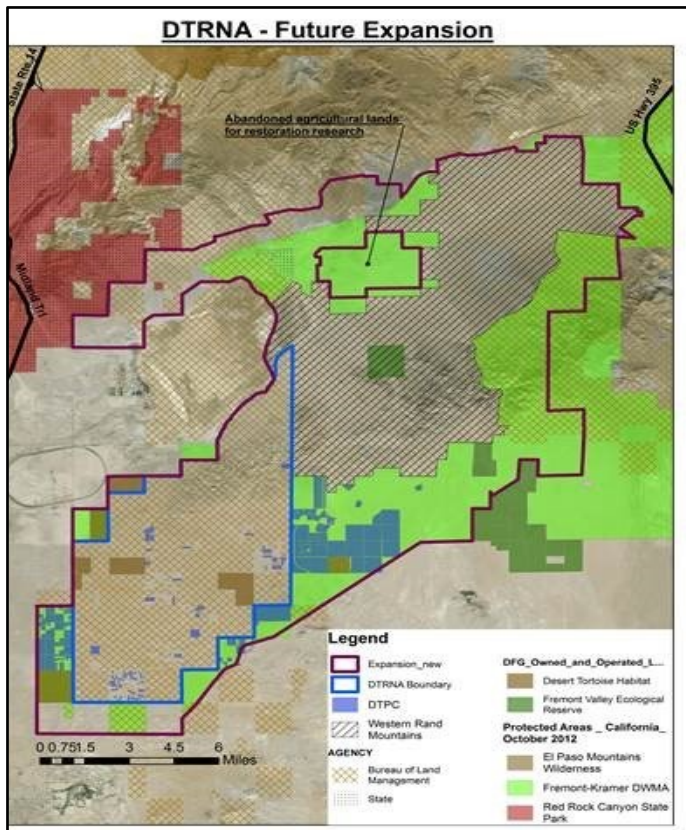 DTRNA - Future Expansion
State Rte 14
US Hwy 395
Abandoned agricultural lands
for restoration research
Midland Trl
0 0.75 1.5 3 4.5 6
Miles
Legend
Expansion_new
DTRNA Boundary
DTPC
Western Rand
Mountains
AGENCY
Bureau of Land
Management
State
DFG_Owned_and_Operated_L...
Desert Tortoise Habitat
Fremont Valley Ecological
Reserve
Protected Areas _ California_
October 2012
El Paso Mountains
Wilderness
Fremont-Kramer DWMA
Red Rock Canyon State
Park